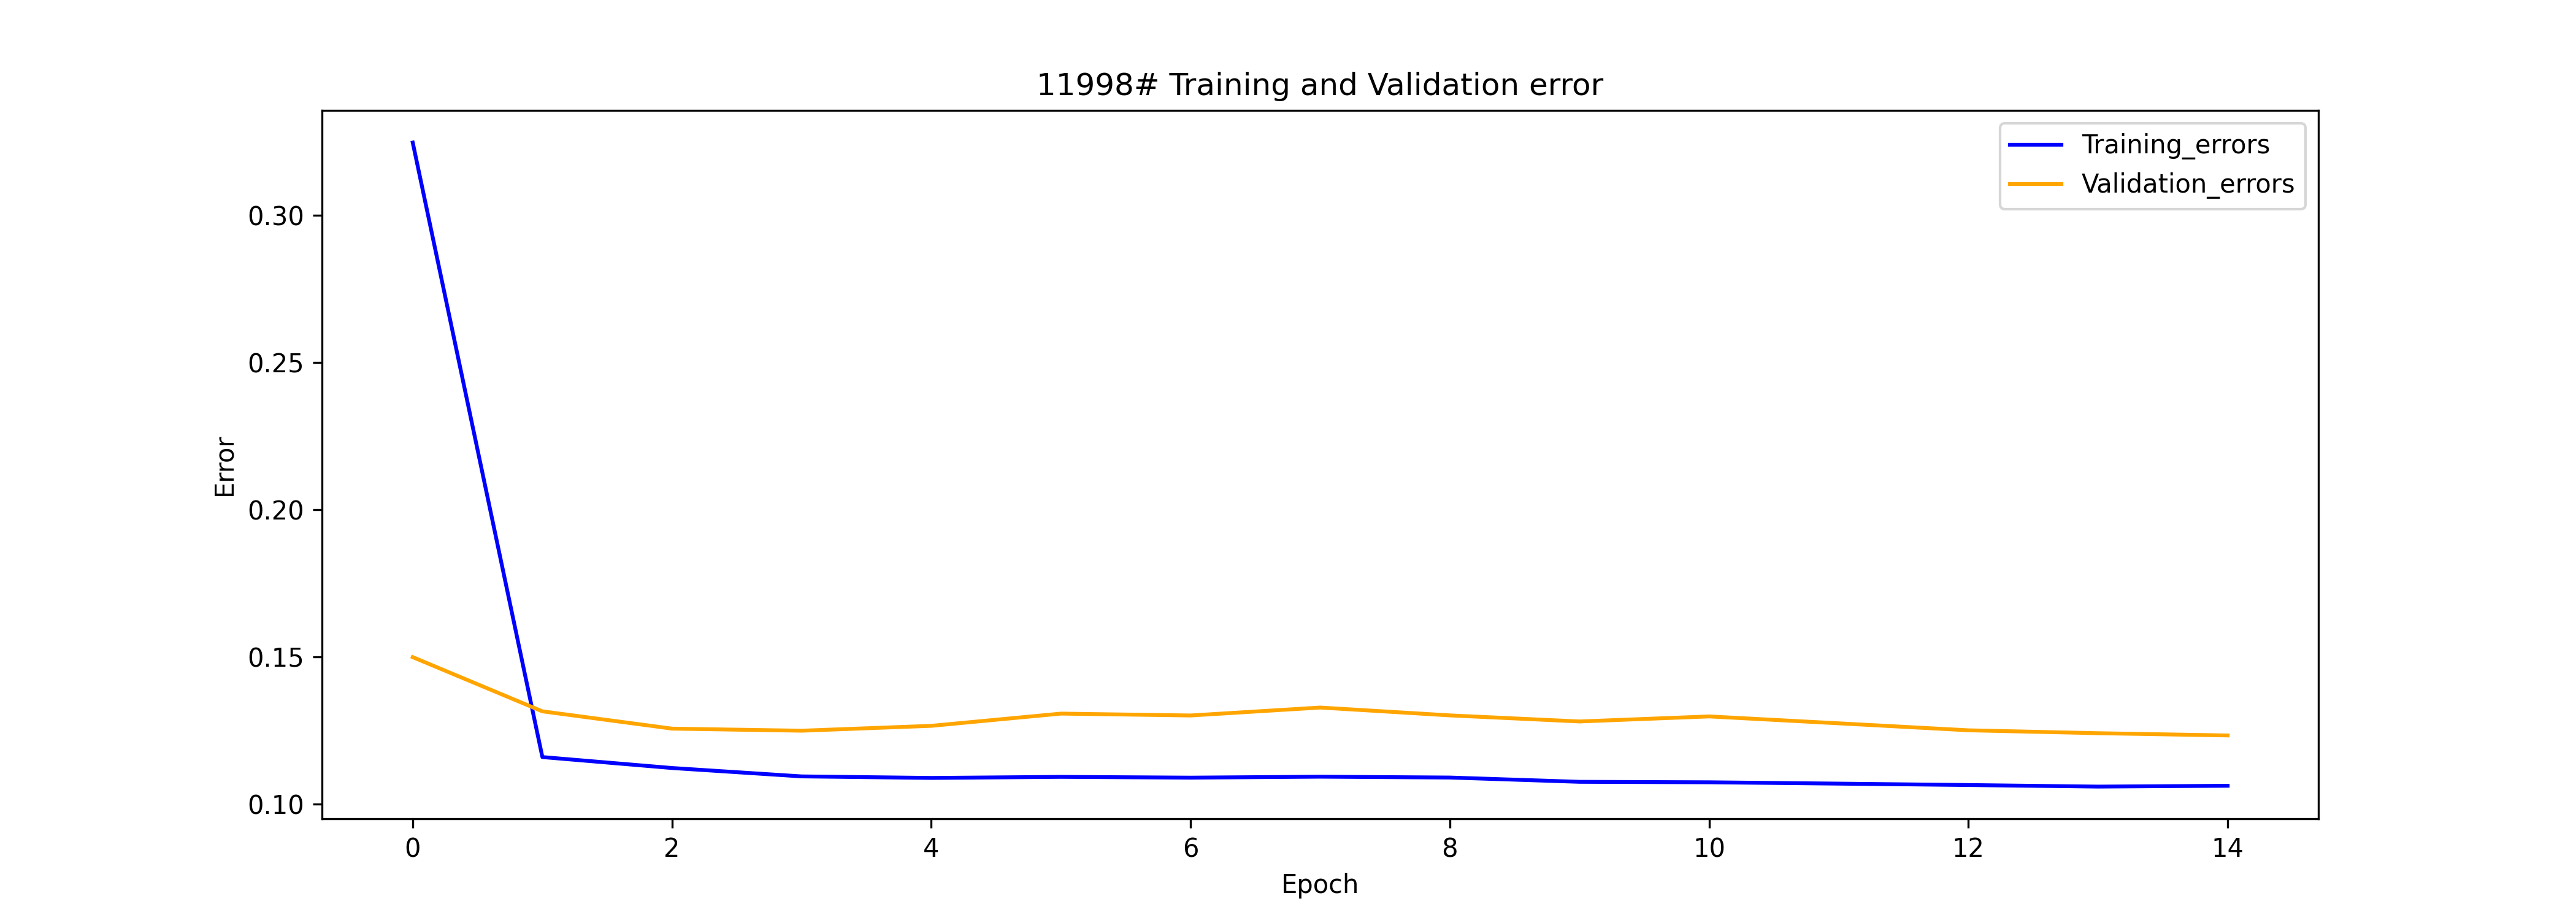 11998# Training and Validation error
Training_errors
Validation_errors
0.30
0.25
0.20
0.15
0.10
Error
0 2 4 6 8 10 12 14
Epoch